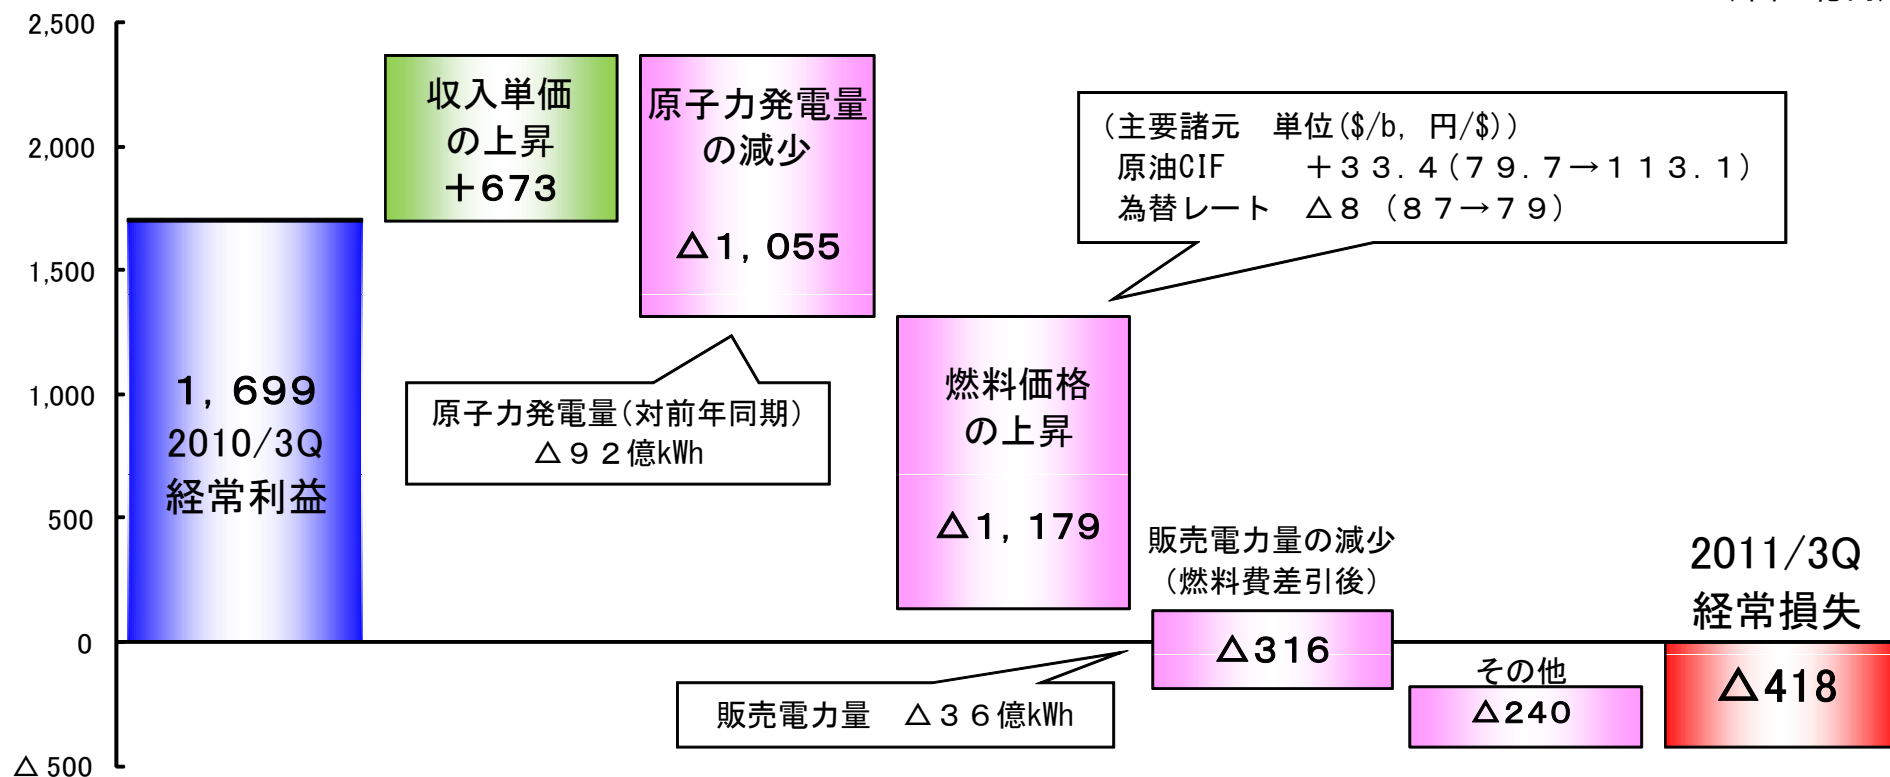 2,500
2,000
1,500
1,000
500
0
△500
1,699
2010/3Q
経常利益
収入単価
の上昇
＋673
原子力発電量
の減少
△1,055
原子力発電量(対前年同期)
△９２億kWh
(主要諸元　単位($/b, 円/$))
原油CIF　　＋３３.４(７９.７→１１３.１)
為替レート　△８（８７→７９）
燃料価格
の上昇
△1,179
販売電力量の減少
(燃料費差引後)
△316
販売電力量　△３６億kWh
その他
△240
2011/3Q
経常損失
△418